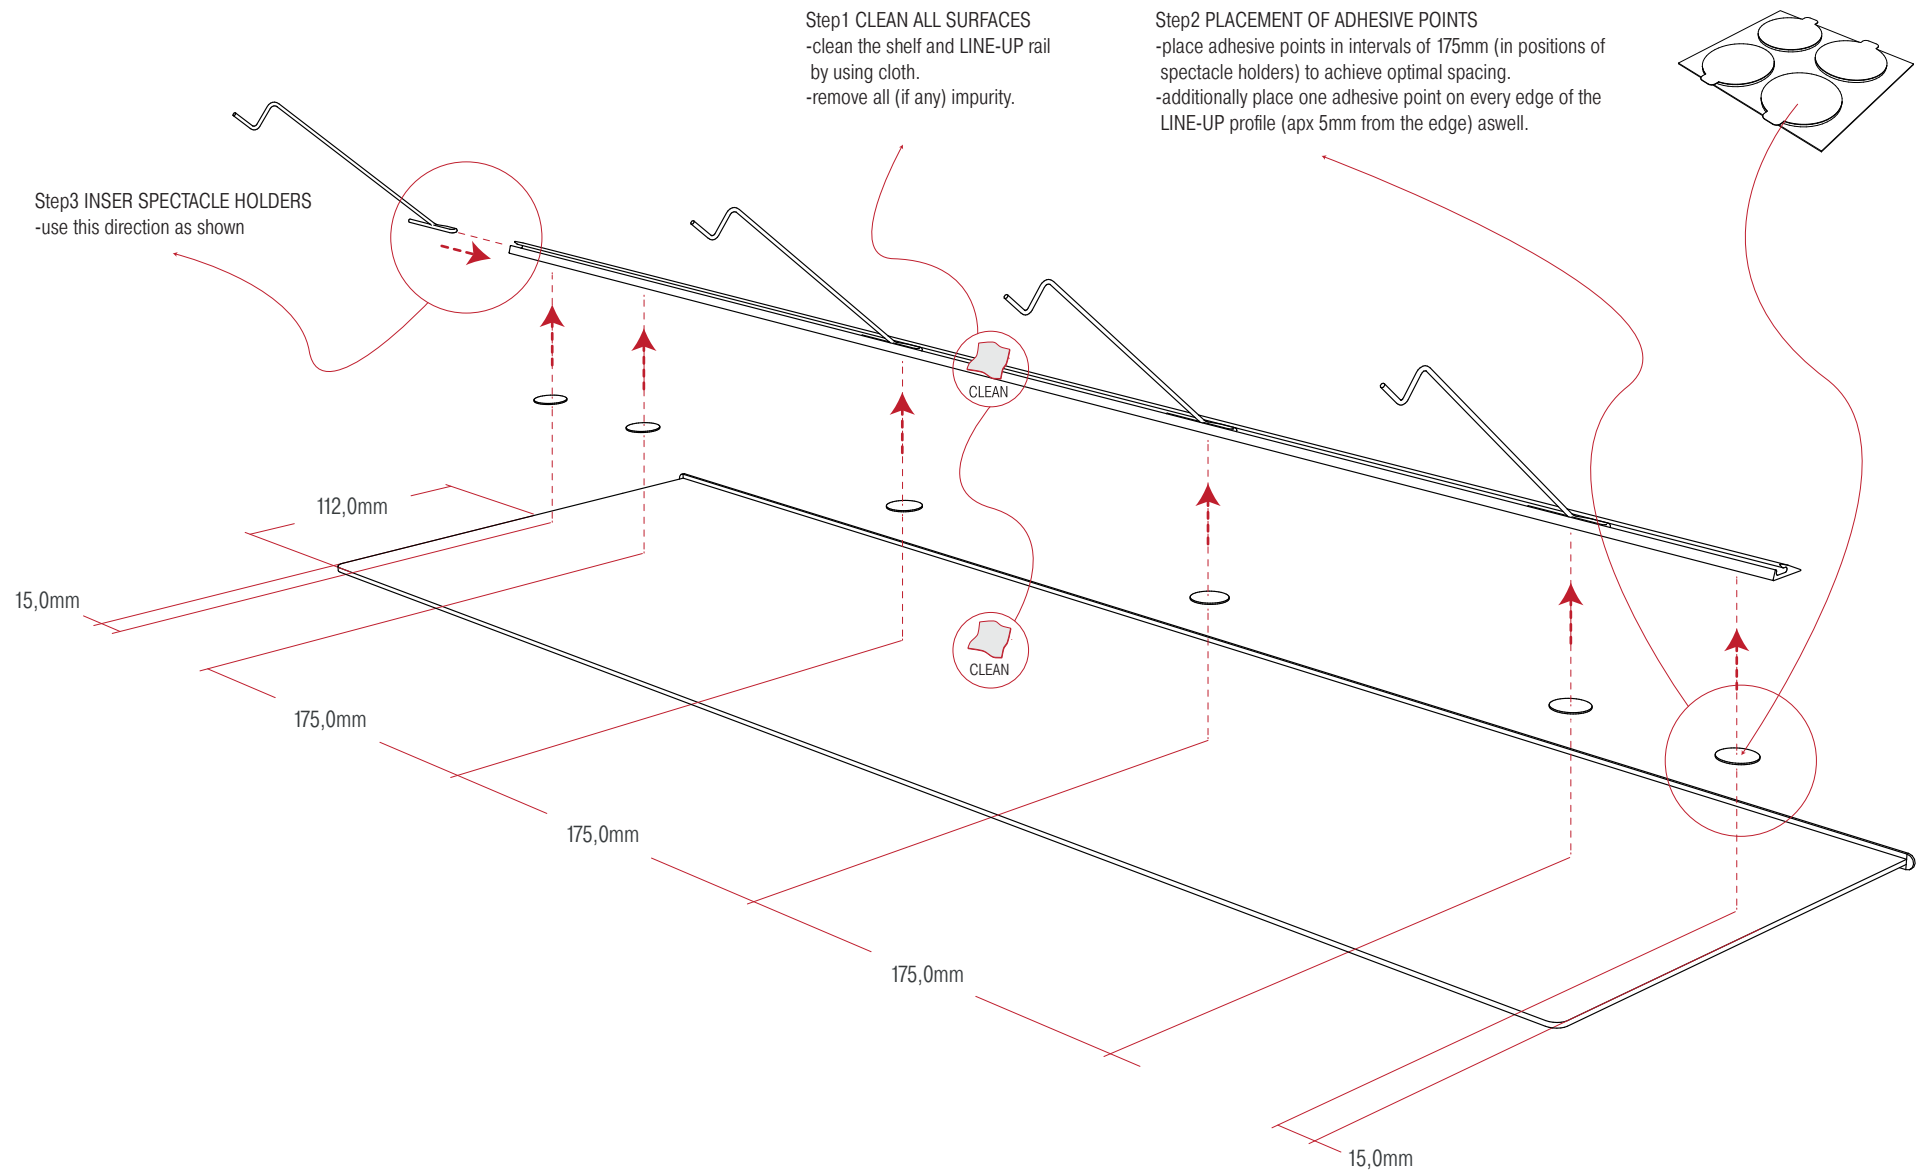 Step1 CLEAN ALL SURFACES
-clean the shelf and LINE-UP rail
by using cloth.
-remove all (if any) impurity.
Step2 PLACEMENT OF ADHESIVE POINTS
-place adhesive points in intervals of 175mm (in positions of
spectacle holders) to achieve optimal spacing.
-additionally place one adhesive point on every edge of the
LINE-UP profile (apx 5mm from the edge) aswell.
Step3 INSER SPECTACLE HOLDERS
-use this direction as shown
CLEAN
112,0mm
15,0mm
CLEAN
175,0mm
175,0mm
175,0mm
15,0mm